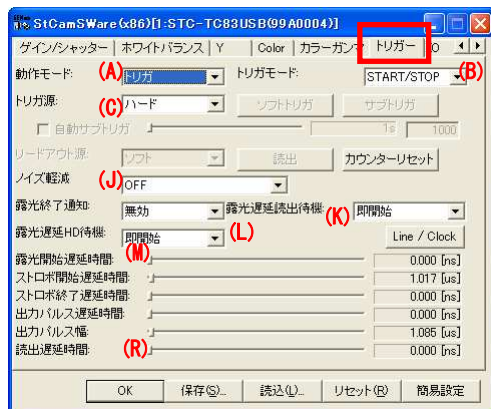 StCamSWare(x86)[1:STC-TC83USB(99A0004)]
ゲイン/シャッター ホワイトバランス Y Color カラーガンマ トリガー IO
動作モード: (A) トリガ トリガモード: START/STOP (B)
トリガ源: (C) ハード ソフトトリガ サブトリガ
自動サブトリガ 1s 1000
リードアウト源: ソフト 読出 カウンターリセット
ノイズ軽減 (J) OFF
露光終了通知: 無効 露光遅延読出待機: (K) 即開始
露光遅延HD待機: 即開始 (L) Line / Clock
露光開始遅延時間: (M) 0.000 [ns]
ストロボ開始遅延時間: 1.017 [us]
ストロボ終了遅延時間: 0.000 [ns]
出力パルス遅延時間: 0.000 [ns]
出力パルス幅: 1.085 [us]
読出遅延時間: (R) 0.000 [ns]
OK 保存(S)... 読込(L)... リセット(R) 簡易設定